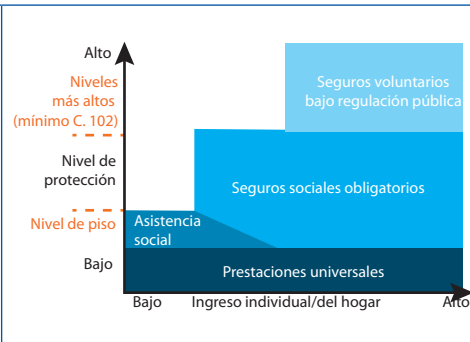 Alto
Niveles
más altos
(mínimo C. 102)
Nivel de
protección
Nivel de piso
Bajo
Seguros voluntarios
bajo regulación pública
Seguros sociales obligatorios
Asistencia
social
Prestaciones universales
Bajo
Ingreso individual/del hogar
Alto